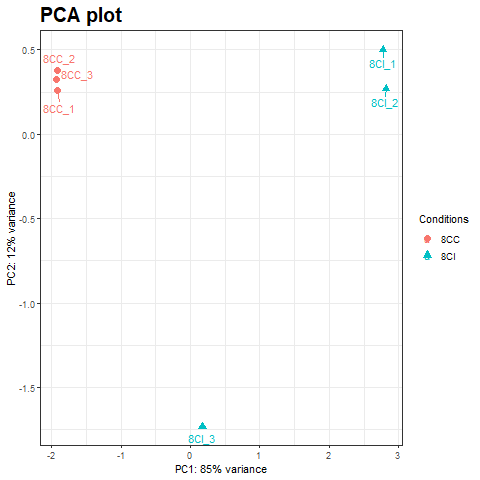 PCA plot
8CC_2
8CC_3
8CC_1
8CI_1
8CI_2
8CI_3
0.5
0.0
-0.5
-1.0
-1.5
PC2: 12% variance
-2
-1
0
1
2
3
PC1: 85% variance
Conditions
8CC
8CI